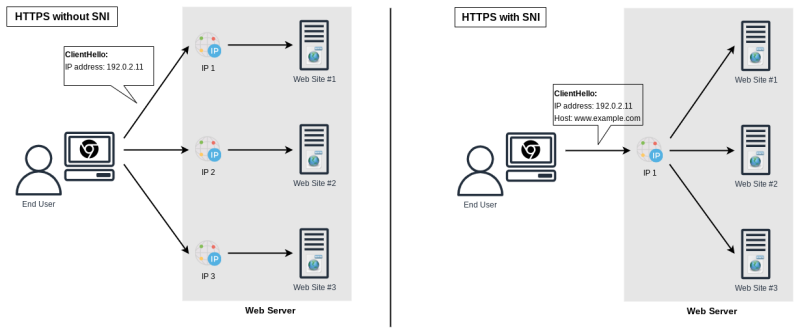 HTTPS without SNI
ClientHello:
IP address: 192.0.2.11
IP
IP 1
Web Site #1
IP
IP 2
Web Site #2
End User
IP
IP 3
Web Site #3
Web Server
HTTPS with SNI
Web Site #1
ClientHello:
IP address: 192.0.2.11
Host: www.example.com
IP
IP 1
Web Site #2
End User
Web Site #3
Web Server